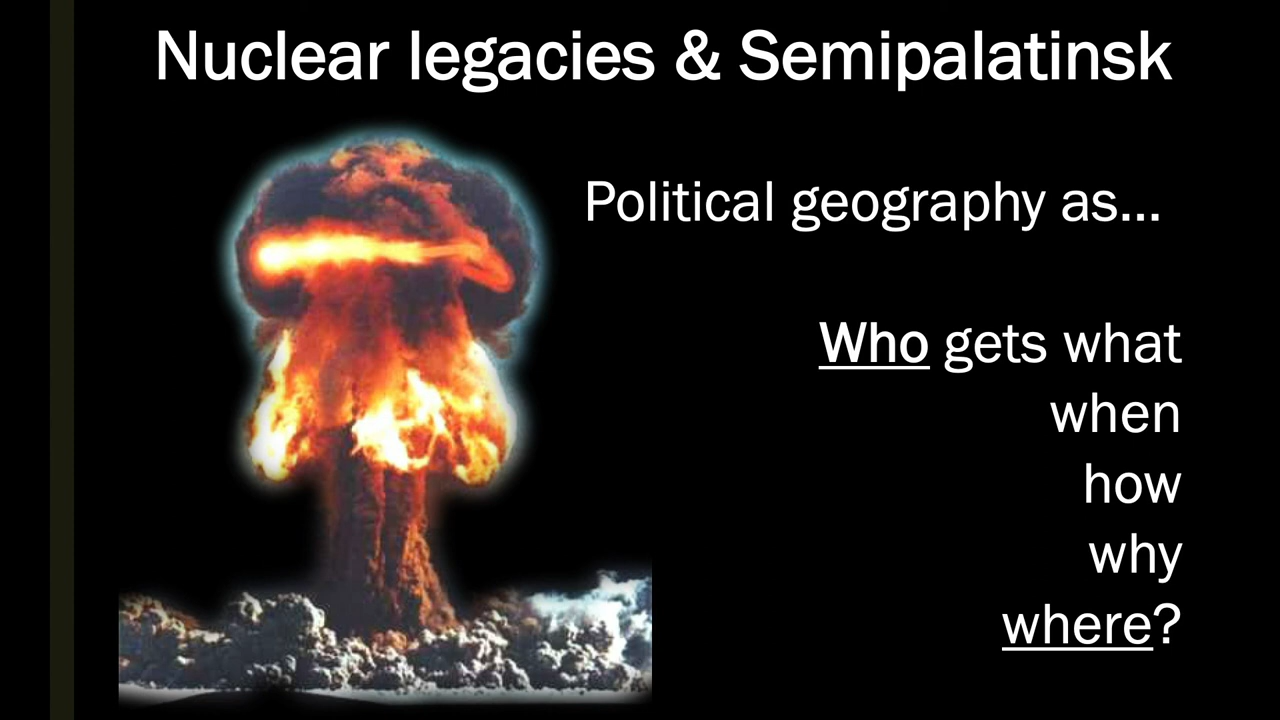 Nuclear legacies & Semipalatinsk
Political geography as...
Who gets what
when
how
why
where?